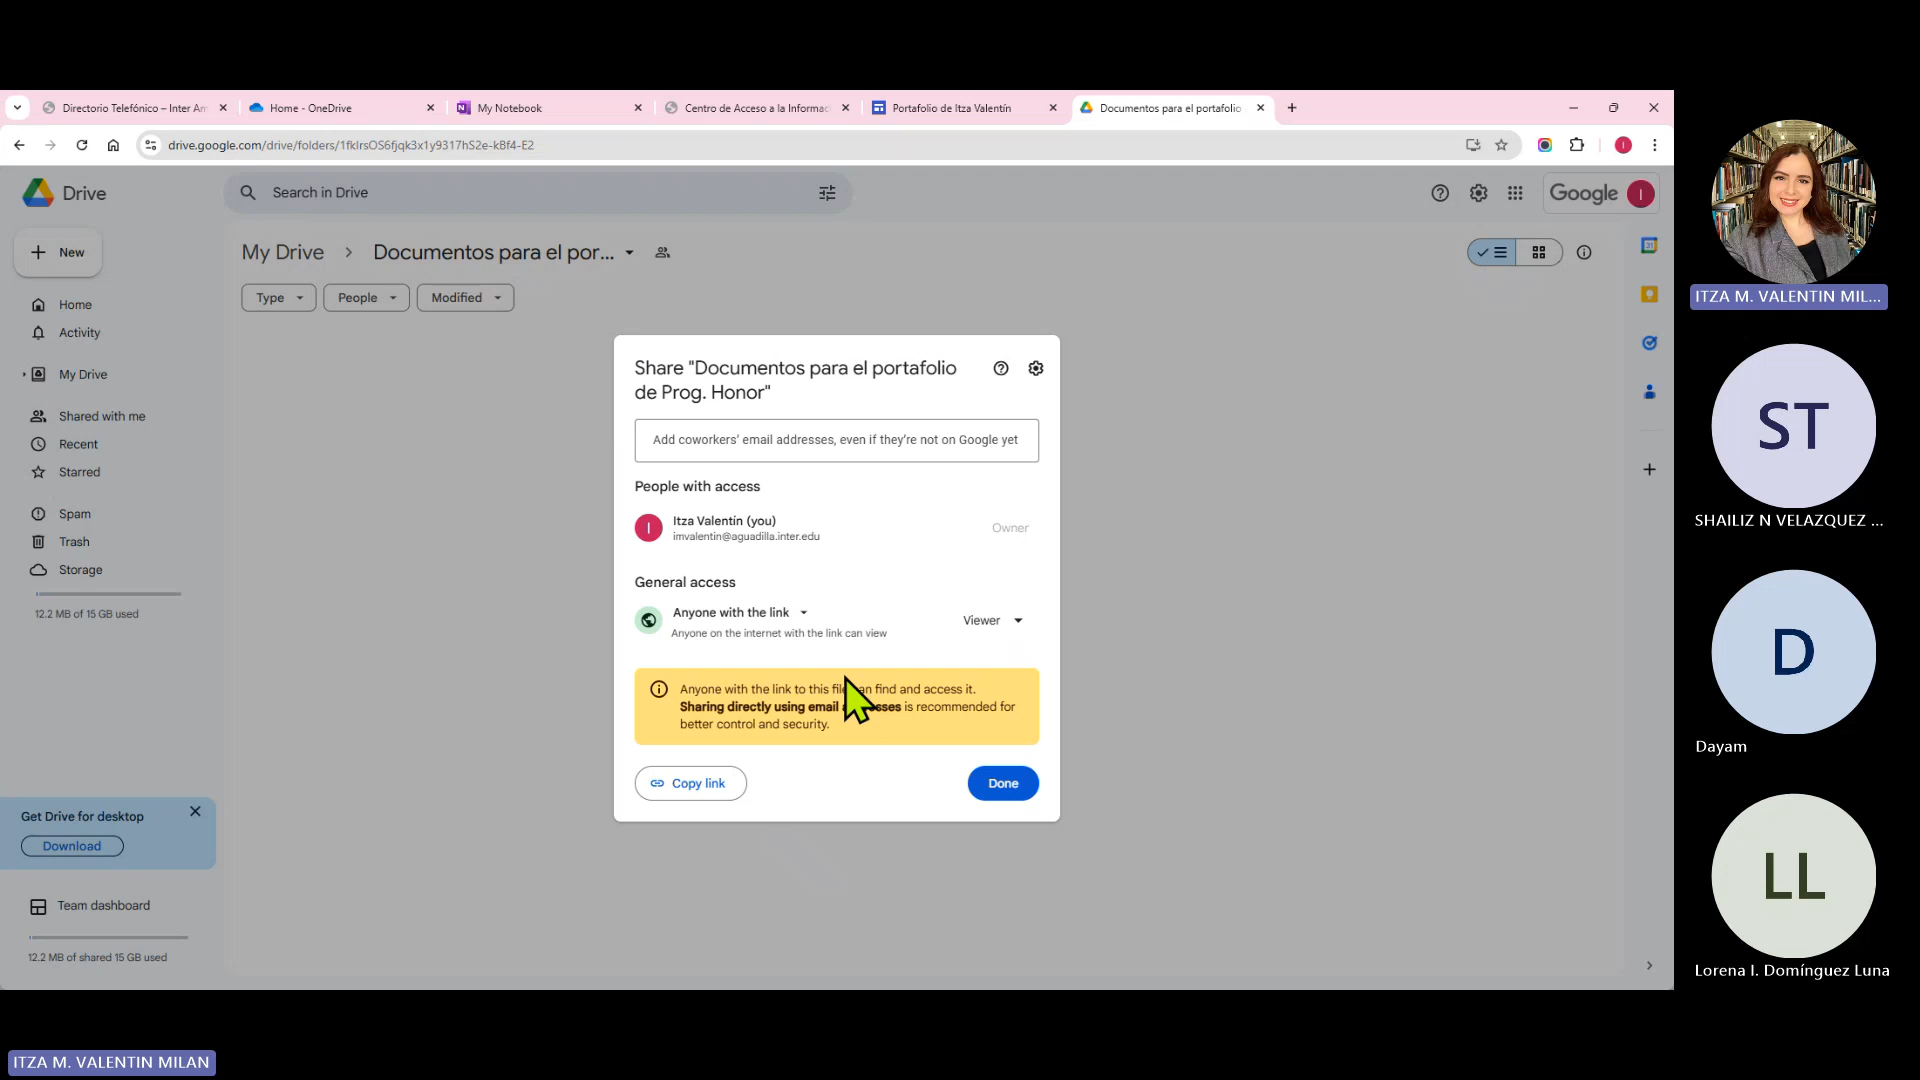 Directorio Telefónico – Inter Am
Home - OneDrive
My Notebook
Centro de Acceso a la Informac
Portafolio de Itza Valentín
Documentos para el portafolio
drive.google.com/drive/folders/1fklrsOS6fjqk3x1y9317hS2e-kBf4-E2
Drive
Search in Drive
Google
I
New
My Drive
Documentos para el por...
Type
People
Modified
Home
Activity
My Drive
Shared with me
Recent
Starred
Spam
Trash
Storage
12.2 MB of 15 GB used
Get Drive for desktop
Download
Team dashboard
12.2 MB of shared 15 GB used
Share "Documentos para el portafolio
de Prog. Honor"
Add coworkers' email addresses, even if they're not on Google yet
People with access
I
Itza Valentín (you)
imvalentin@aguadilla.inter.edu
Owner
General access
Anyone with the link
Anyone on the internet with the link can view
Viewer
Anyone with the link to this file can find and access it.
Sharing directly using email addresses is recommended for
better control and security.
Copy link
Done
ITZA M. VALENTIN MIL...
ST
SHAILIZ N VELAZQUEZ ...
D
Dayam
LL
Lorena I. Domínguez Luna
ITZA M. VALENTIN MILAN